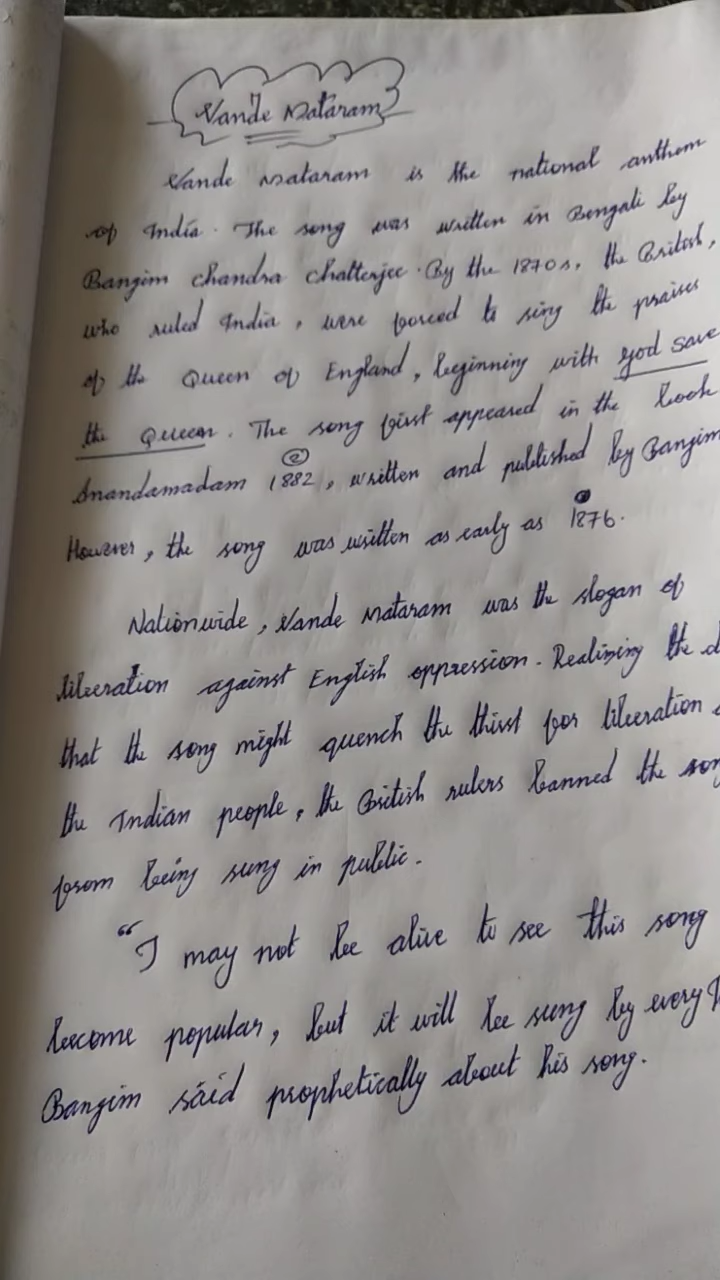 Vande Mataram
Vande Mataram is the national anthem
of India. The song was written in Bengali by
Bangim chandra chatterjee. By the 1870s, the British,
who ruled India, were forced to sing the praises
of the Queen of England, beginning with god save
the Queen. The song first appeared in the book
Anandamadam 1882, written and published by Bangim
However, the song was written as early as 1876.
Nationwide, Vande Mataram was the slogan of
liberation against English oppression. Realizing the
that the song might quench the thirst for liberation
the Indian people, the British rulers banned the son
from being sung in public.
"I may not be alive to see this song
become popular, but it will be sung by every
Bangim said prophetically about his song.